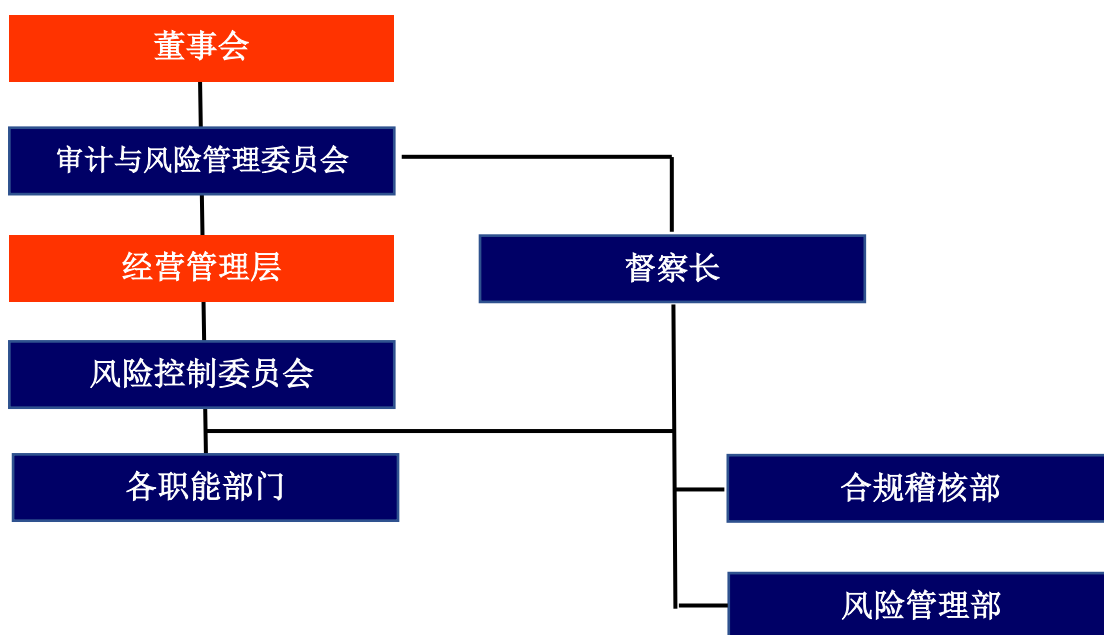 董事会
审计与风险管理委员会
经营管理层
督察长
风险控制委员会
各职能部门
合规稽核部
风险管理部